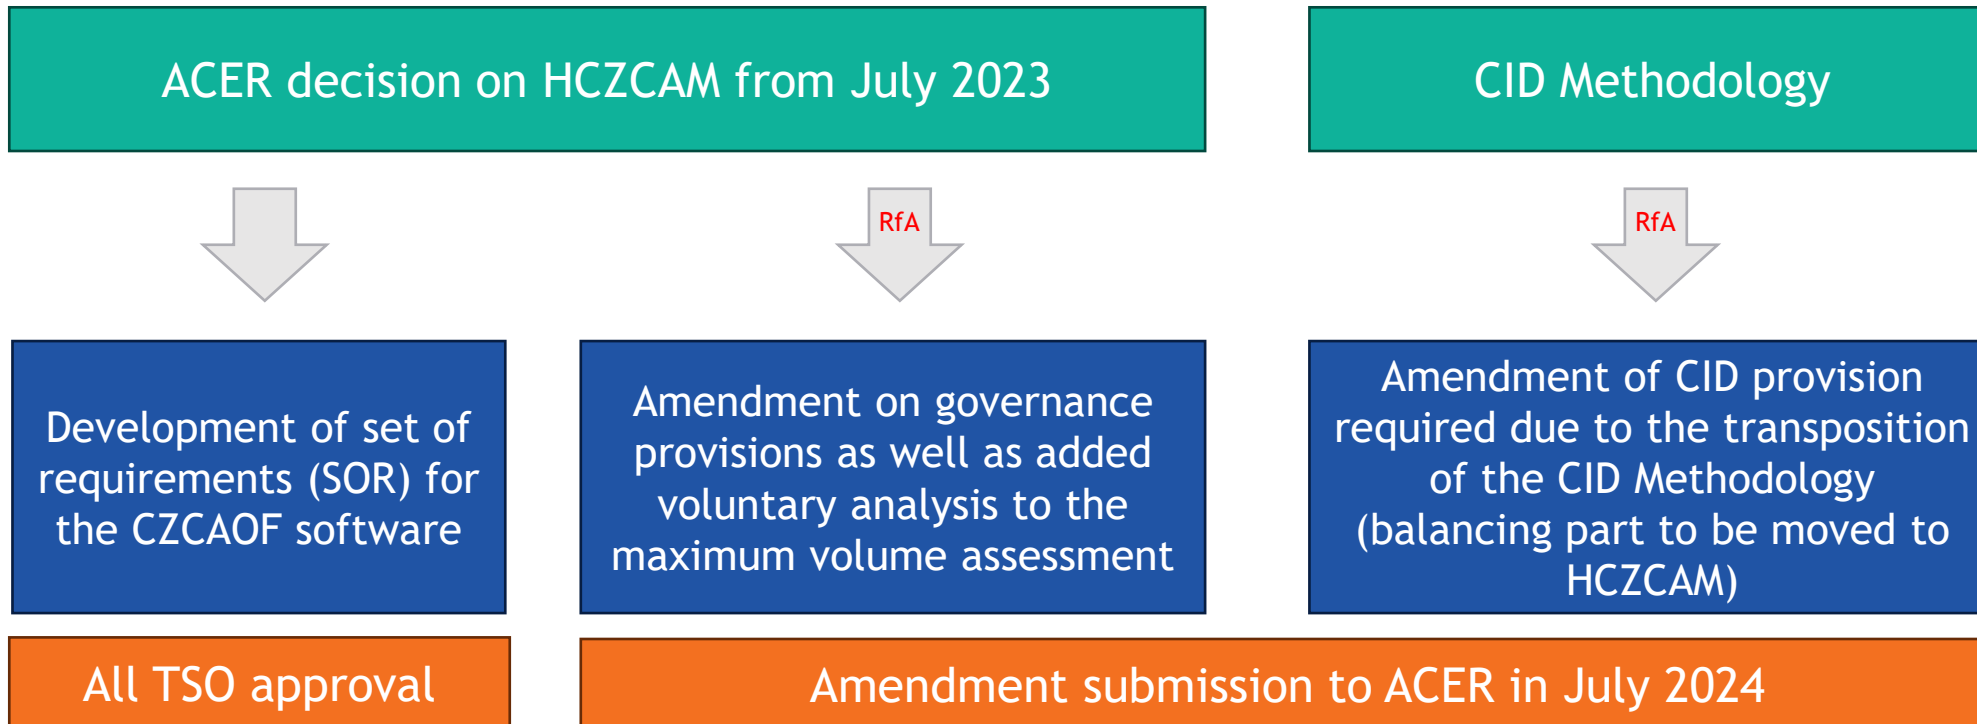 ACER decision on HCZCAM from July 2023
CID Methodology
RfA
RfA
Development of set of
requirements (SOR) for
the CZCAOF software
Amendment on governance
provisions as well as added
voluntary analysis to the
maximum volume assessment
Amendment of CID provision
required due to the transposition
of the CID Methodology
(balancing part to be moved to
HCZCAM)
All TSO approval
Amendment submission to ACER in July 2024